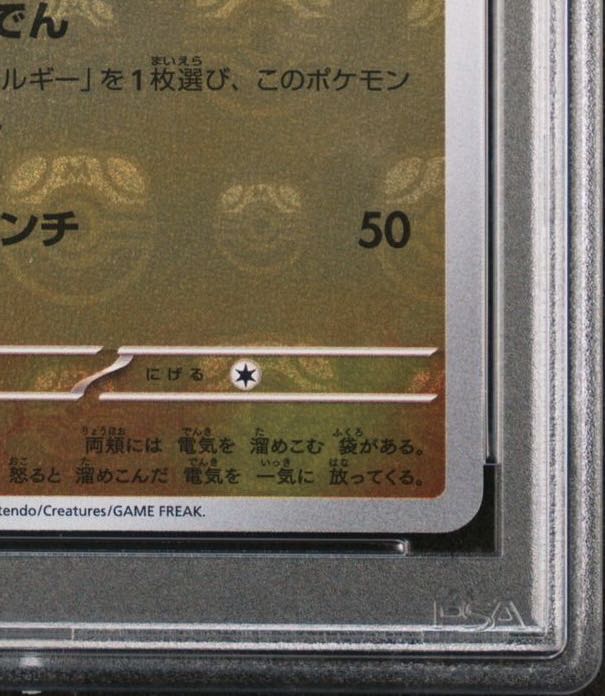 でん
ルギー」を1枚選び、このポケモン
ンチ 50
にげる
両頬には 電気を 溜めこむ 袋がある。
怒ると 溜めこんだ 電気を 一気に 放ってくる。
tendo/Creatures/GAME FREAK.
PSA